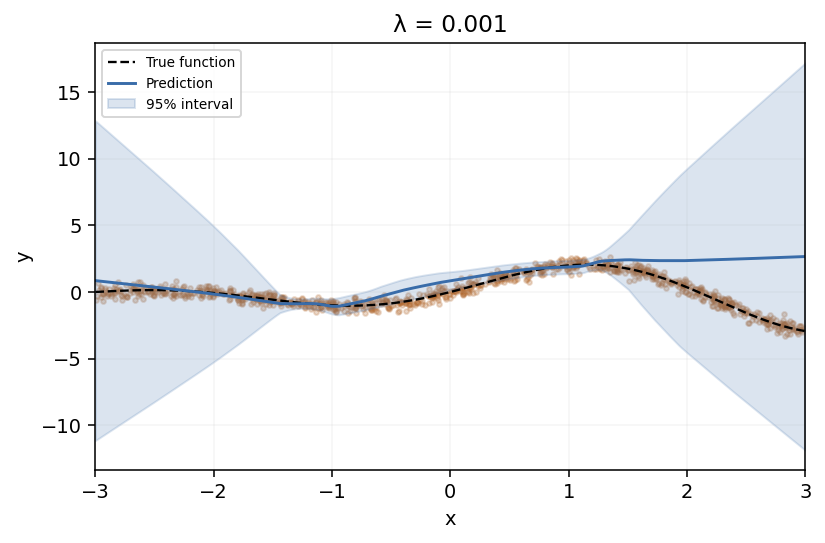 λ = 0.001
True function
Prediction
95% interval
y
15
10
5
0
−5
−10
−3 −2 −1 0 1 2 3
x